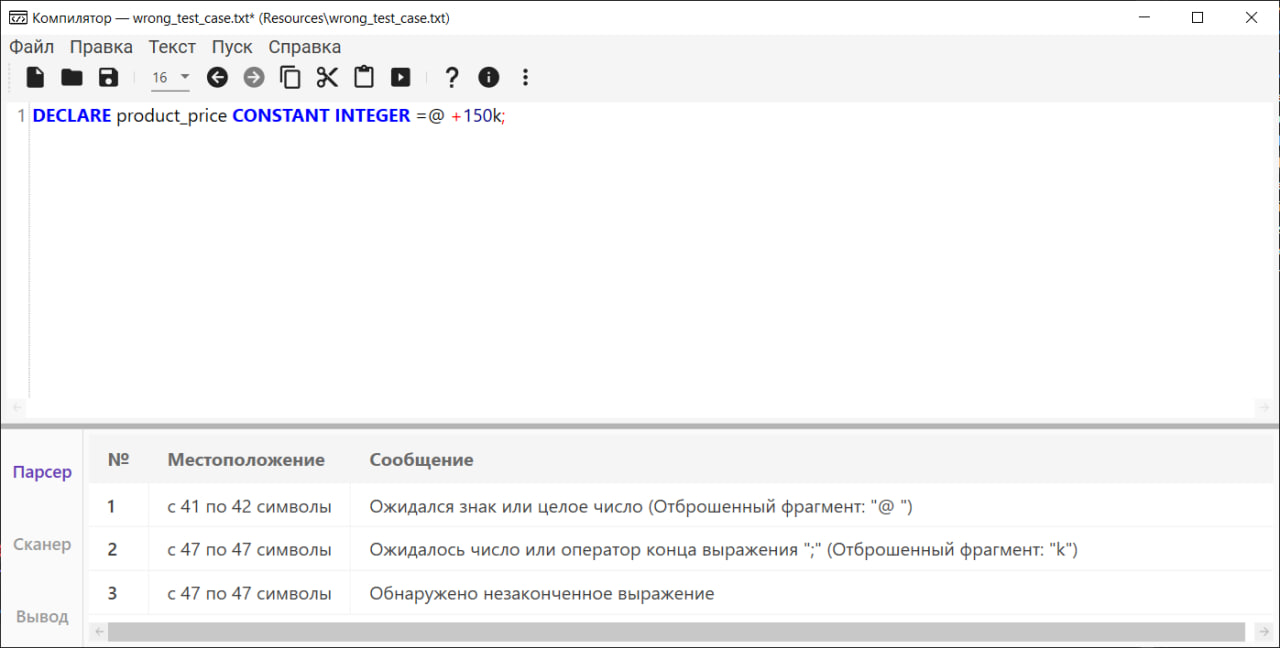 Компилятор — wrong_test_case.txt* (Resources\wrong_test_case.txt)
Файл Правка Текст Пуск Справка
16
1 DECLARE product_price CONSTANT INTEGER =@ +150k;
Парсер
Сканер
Вывод
№ Местоположение Сообщение
1 с 41 по 42 символы Ожидался знак или целое число (Отброшенный фрагмент: "@ ")
2 с 47 по 47 символы Ожидалось число или оператор конца выражения ";" (Отброшенный фрагмент: "k")
3 с 47 по 47 символы Обнаружено незаконченное выражение